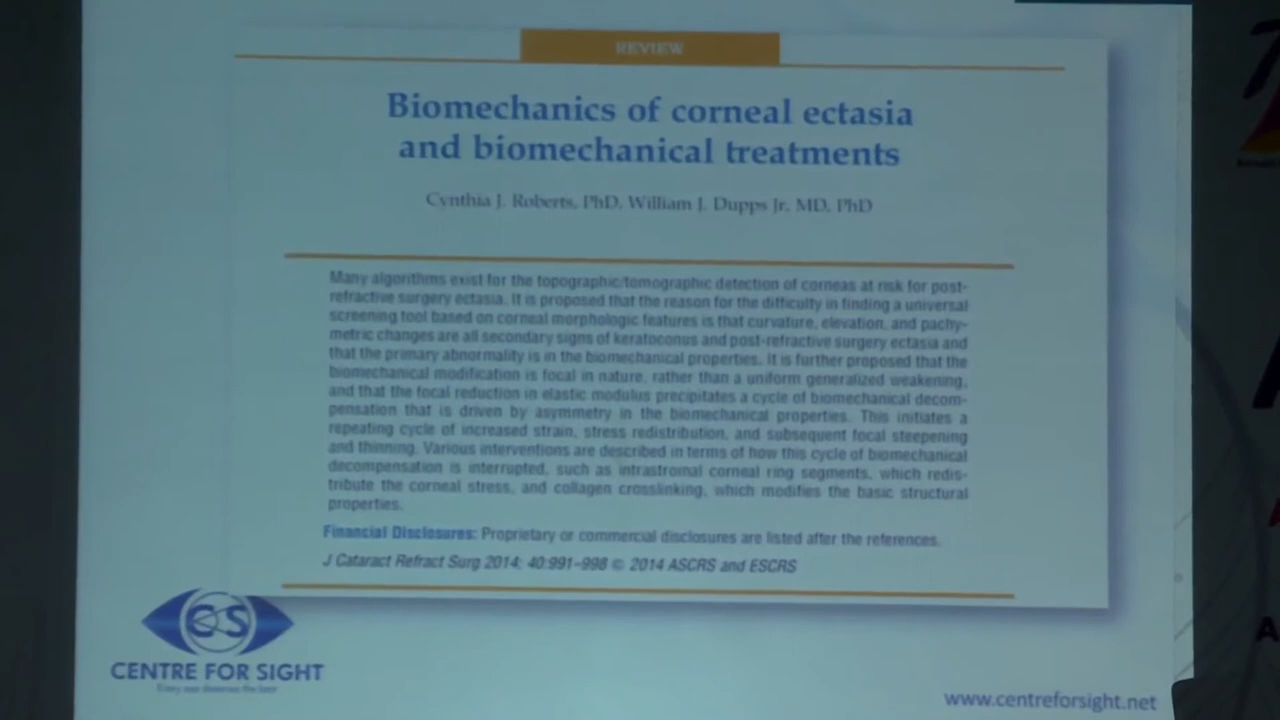 REVIEW
Biomechanics of corneal ectasia
and biomechanical treatments
Cynthia J. Roberts, PhD, William J. Dupps Jr, MD, PhD
Many algorithms exist for the topographic/tomographic detection of corneas at risk for post-
refractive surgery ectasia. It is proposed that the reason for the difficulty in finding a universal
screening tool based on corneal morphologic features is that curvature, elevation, and pachy-
metric changes are all secondary signs of keratoconus and post-refractive surgery ectasia and
that the primary abnormality is in the biomechanical properties. It is further proposed that the
biomechanical modification is focal in nature, rather than a uniform generalized weakening,
and that the focal reduction in elastic modulus precipitates a cycle of biomechanical decom-
pensation that is driven by asymmetry in the biomechanical properties. This initiates a
repeating cycle of increased strain, stress redistribution, and subsequent focal steepening
and thinning. Various interventions are described in terms of how this cycle of biomechanical
decompensation is interrupted, such as intrastromal corneal ring segments, which redis-
tribute the corneal stress, and collagen crosslinking, which modifies the basic structural
properties.
Financial Disclosures: Proprietary or commercial disclosures are listed after the references.
J Cataract Refract Surg 2014; 40:991–998 © 2014 ASCRS and ESCRS
CS
CENTRE FOR SIGHT
Every eye deserves the best
www.centreforsight.net